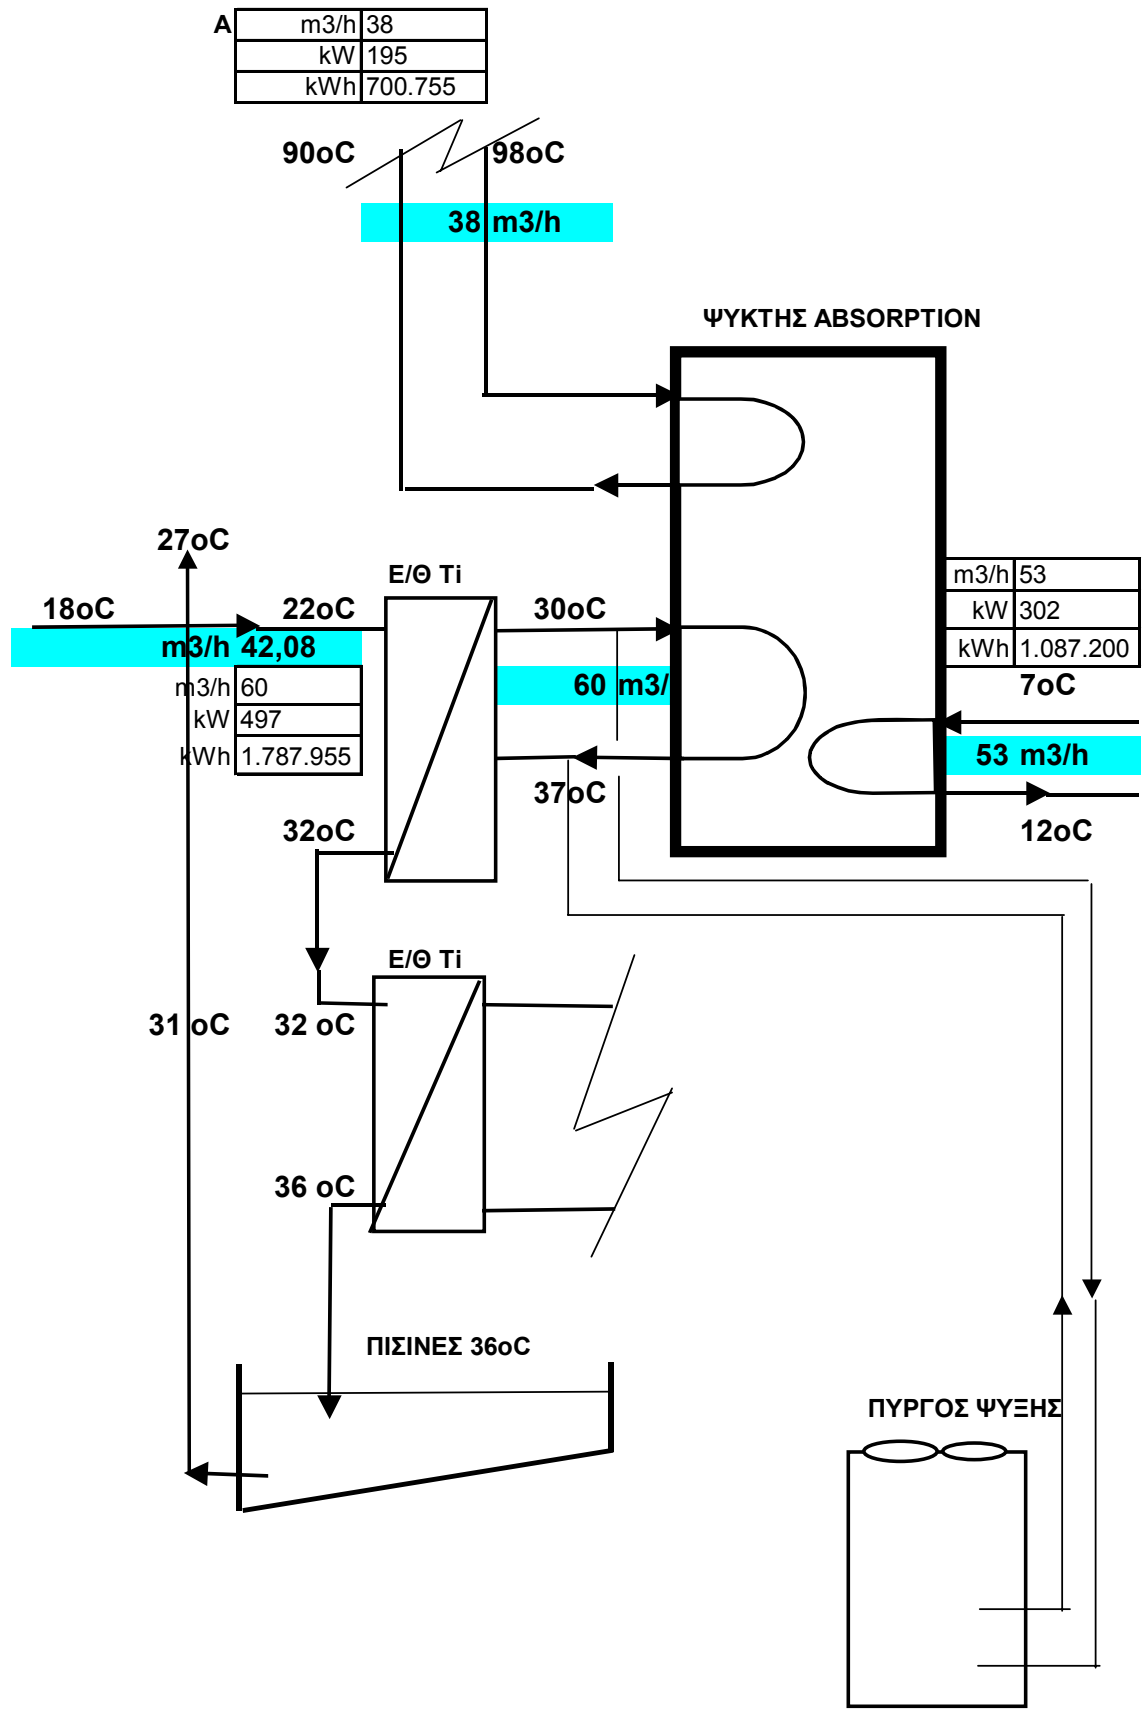 A
m3/h 38
kW 195
kWh 700.755
90oC 98oC
38 m3/h
ΨΥΚΤΗΣ ABSORPTION
27oC
Ε/Θ Ti
18oC 22oC 30oC
m3/h 53
kW 302
kWh 1.087.200
m3/h 42,08
m3/h 60
kW 497
kWh 1.787.955
60 m3/
7oC
53 m3/h
37oC
32oC
12oC
Ε/Θ Ti
31 oC 32 oC
36 oC
ΠΙΣΙΝΕΣ 36oC
ΠΥΡΓΟΣ ΨΥΞΗΣ